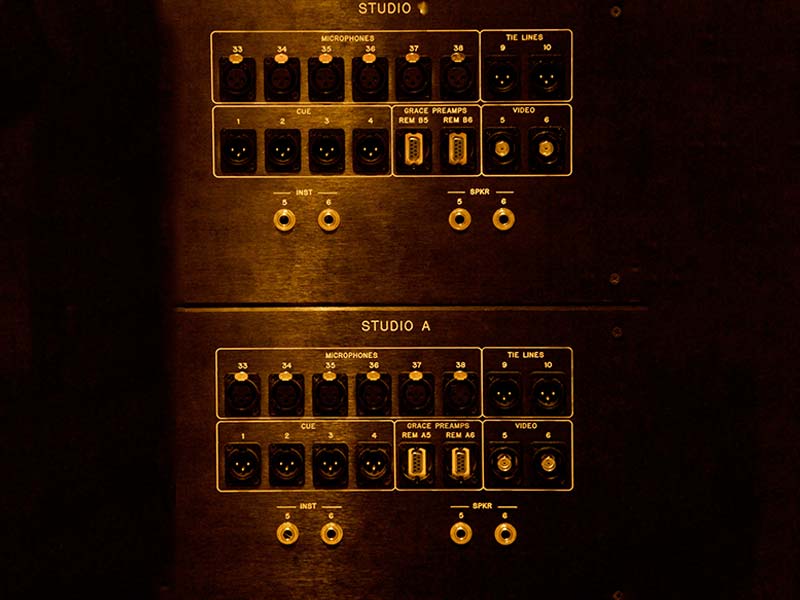 STUDIO
MICROPHONES
TIE LINES
33 34 35 36 37 38
9 10
CUE
GRACE PREAMPS
VIDEO
1 2 3 4
REM B5 REM B6
5 6
INST
SPKR
5 6
5 6
STUDIO A
MICROPHONES
TIE LINES
33 34 35 36 37 38
9 10
CUE
GRACE PREAMPS
VIDEO
1 2 3 4
REM A5 REM A6
5 6
INST
SPKR
5 6
5 6